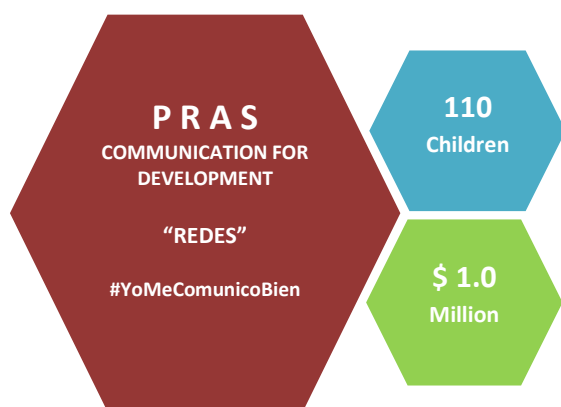 P R A S
COMMUNICATION FOR
DEVELOPMENT
“REDES”
#YoMeComunicoBien
110
Children
$ 1.0
Million